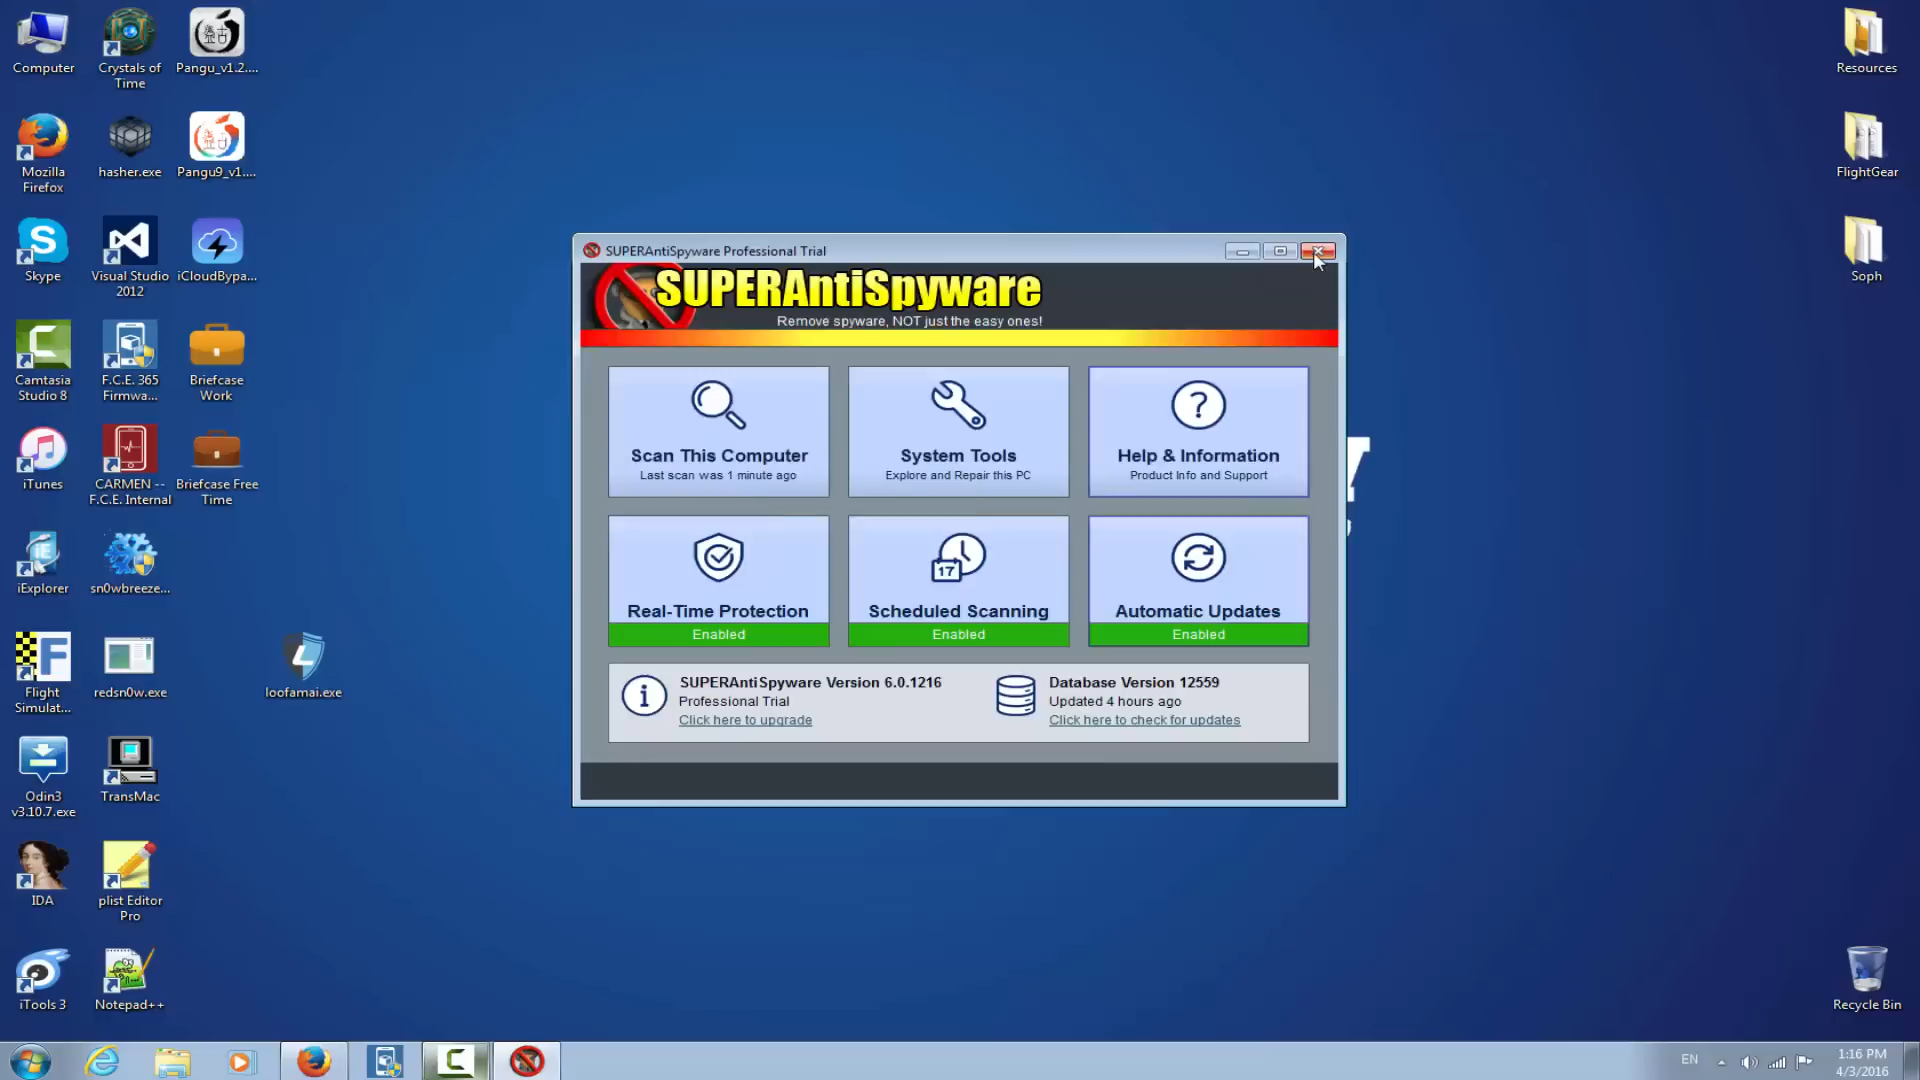 Computer
Crystals of
Time
Pangu_v1.2....
Mozilla
Firefox
hasher.exe
Pangu9_v1....
Skype
Visual Studio
2012
iCloudBypa...
Camtasia
Studio 8
F.C.E. 365
Firmwa...
Briefcase
Work
iTunes
CARMEN --
F.C.E. Internal
Briefcase Free
Time
iExplorer
sn0wbreeze...
Flight
Simulat...
redsn0w.exe
loofamai.exe
Odin3
v3.10.7.exe
TransMac
IDA
plist Editor
Pro
iTools 3
Notepad++
SUPERAntiSpyware Professional Trial
SUPERAntiSpyware
Remove spyware, NOT just the easy ones!
Scan This Computer
Last scan was 1 minute ago
System Tools
Explore and Repair this PC
Help & Information
Product Info and Support
Real-Time Protection
Enabled
17
Scheduled Scanning
Enabled
Automatic Updates
Enabled
SUPERAntiSpyware Version 6.0.1216
Professional Trial
Click here to upgrade
Database Version 12559
Updated 4 hours ago
Click here to check for updates
Resources
FlightGear
Soph
Recycle Bin
EN
1:16 PM
4/3/2016